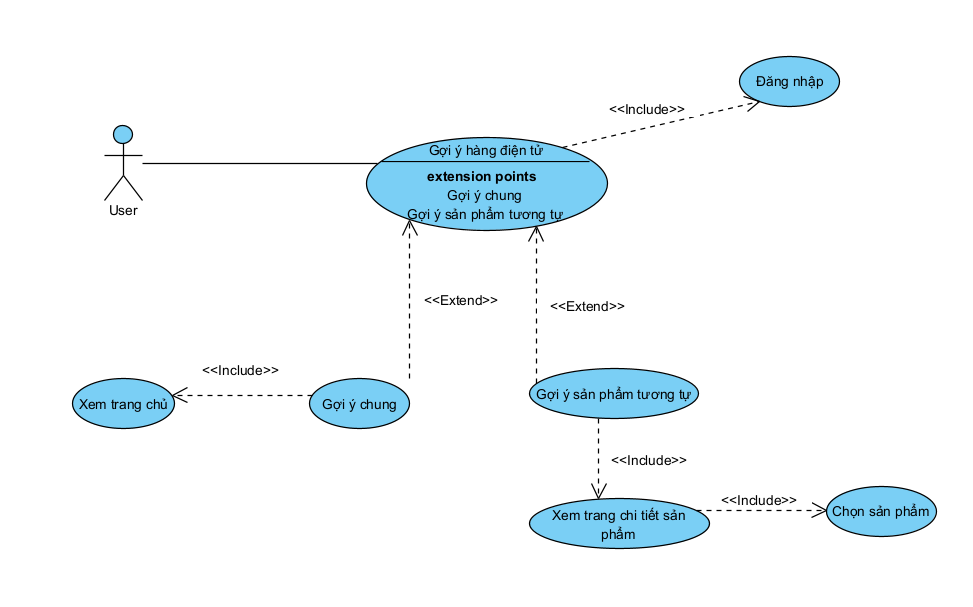 Đăng nhập
<<Include>>
Gợi ý hàng điện tử
extension points
Gợi ý chung
Gợi ý sản phẩm tương tự
User
<<Extend>>
<<Extend>>
<<Include>>
Xem trang chủ
Gợi ý chung
Gợi ý sản phẩm tương tự
<<Include>>
<<Include>>
Xem trang chi tiết sản
phẩm
Chọn sản phẩm